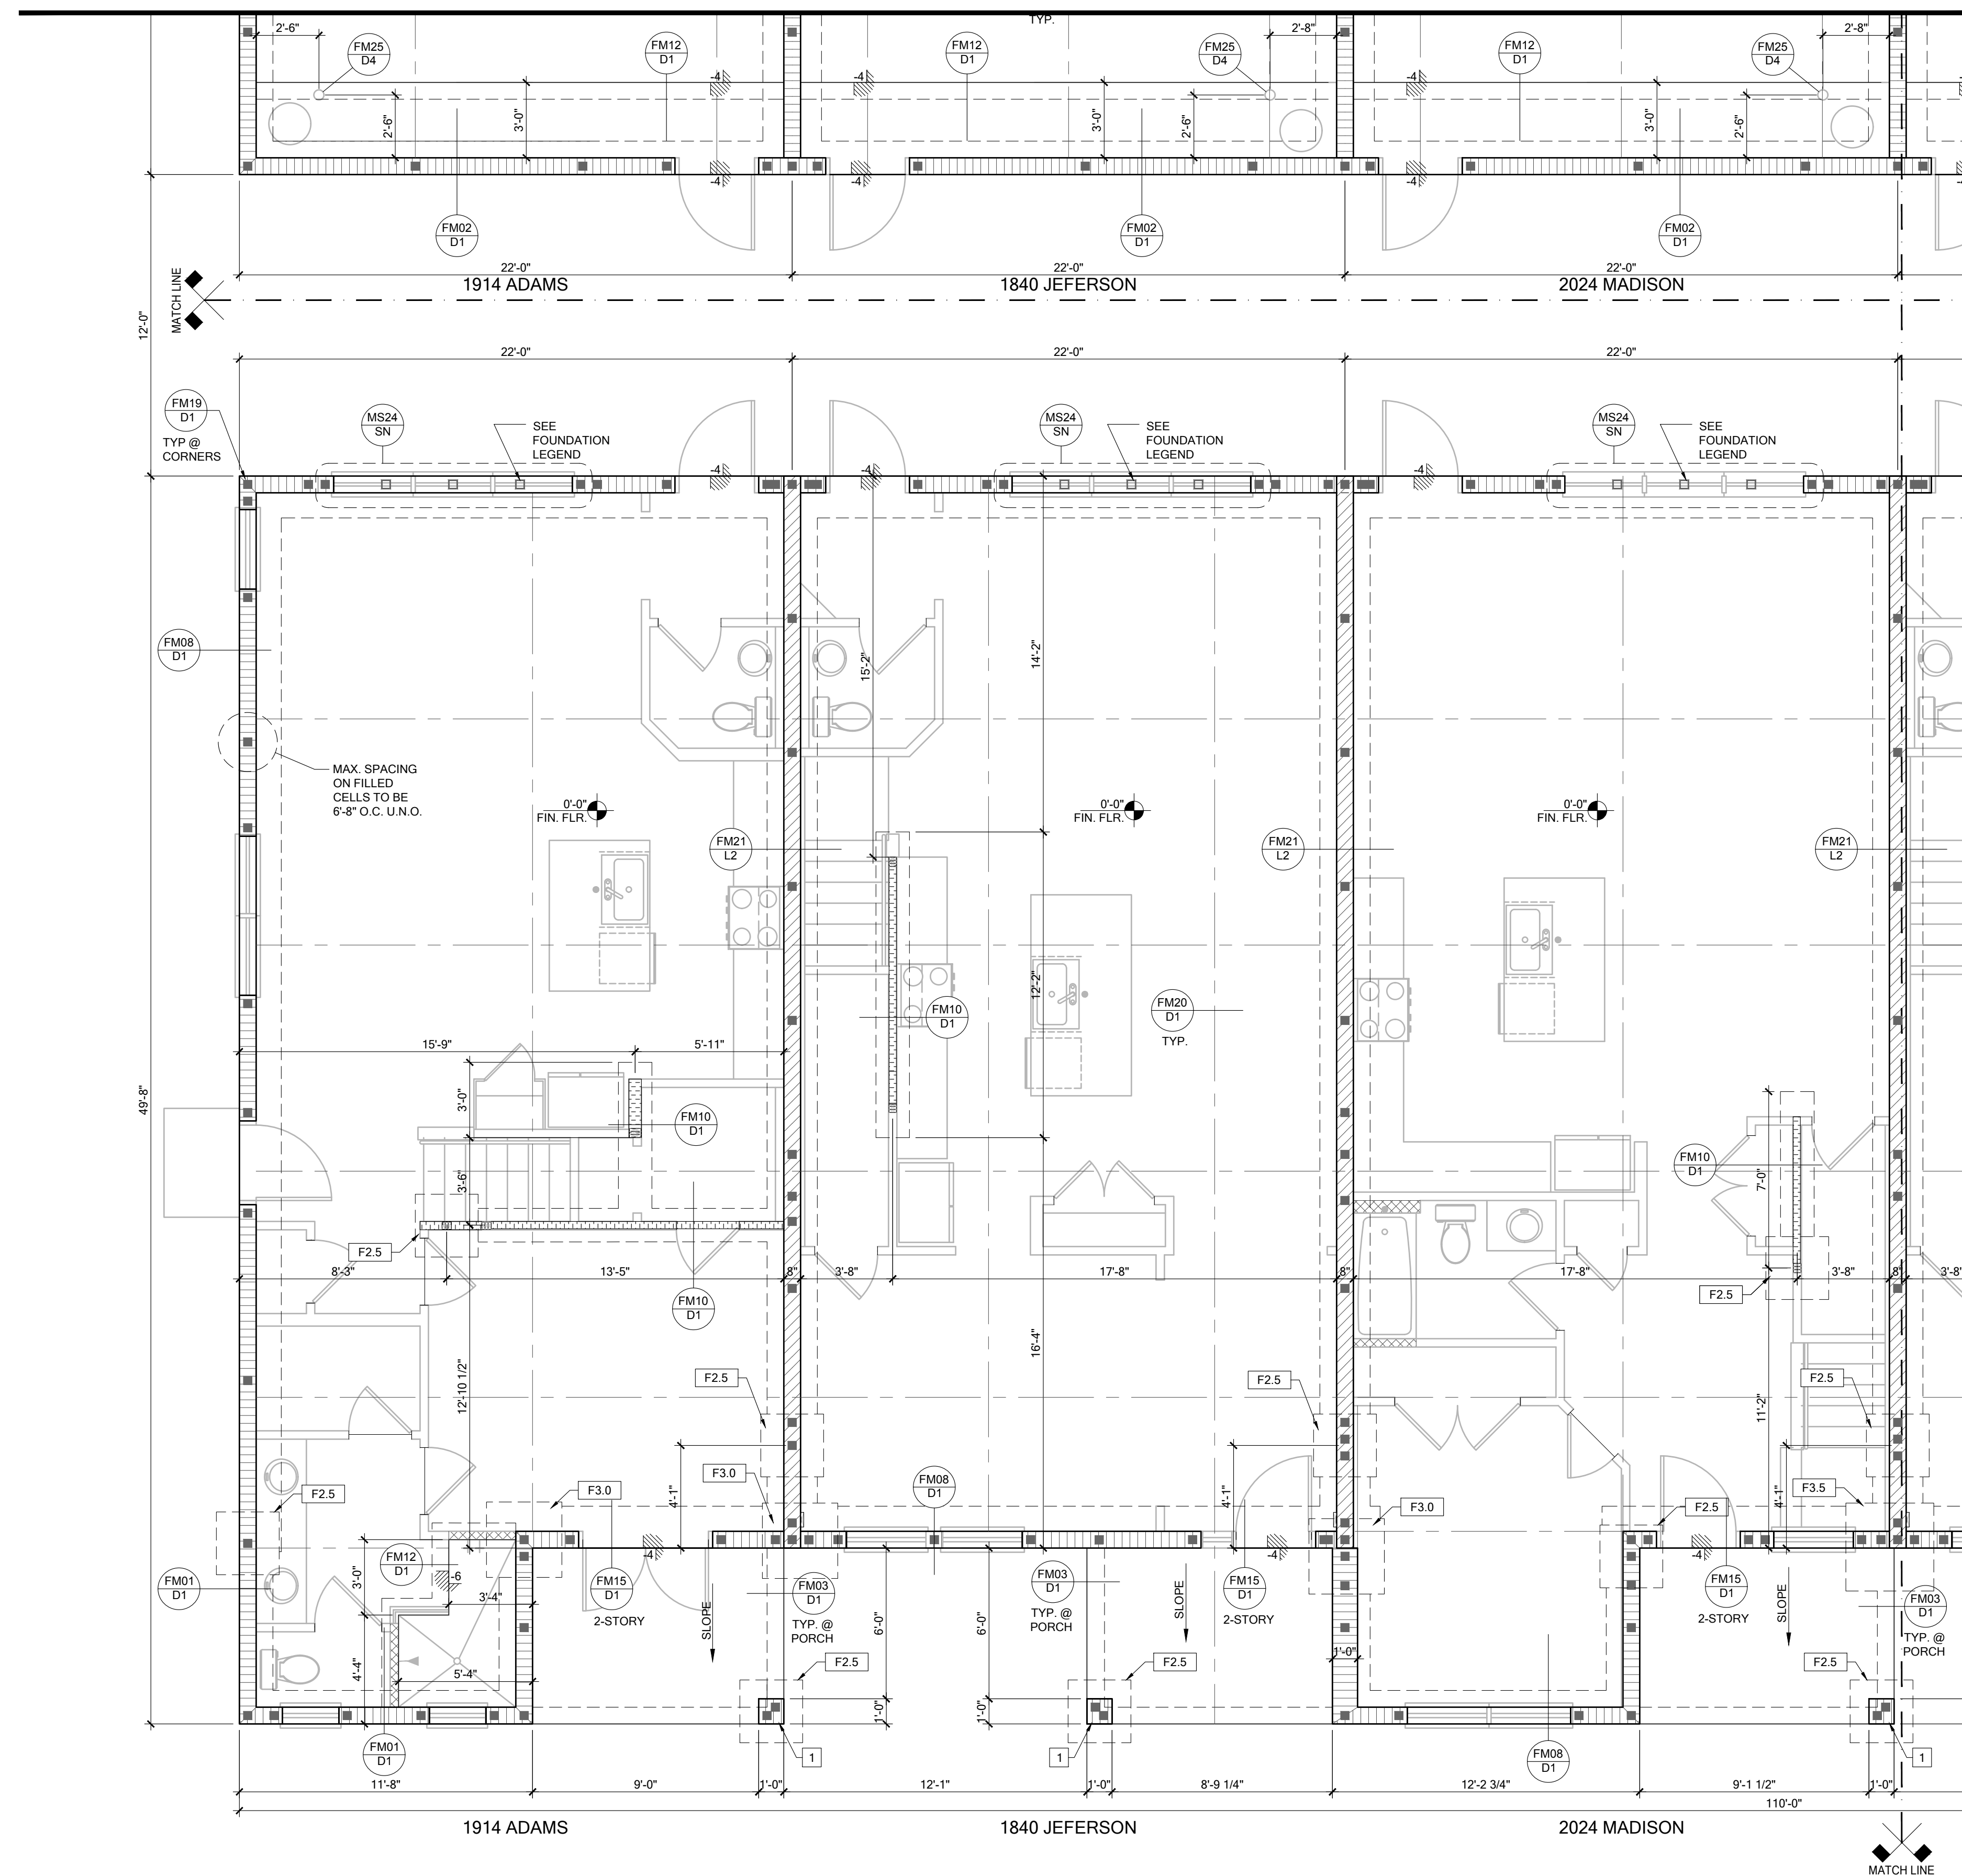 TYP.
2'-6"
FM25
D4
FM12
D1
-4
-4
FM12
D1
FM25
D4
2'-8"
-4
FM12
D1
FM25
D4
2'-8"
2'-6"
3'-0"
3'-0"
2'-6"
3'-0"
2'-6"
-4
-4
-4
FM02
D1
FM02
D1
FM02
D1
22'-0"
22'-0"
22'-0"
1914 ADAMS
1840 JEFERSON
2024 MADISON
MATCH LINE
12'-0"
22'-0"
22'-0"
22'-0"
FM19
D1
TYP @
CORNERS
MS24
SN
SEE
FOUNDATION
LEGEND
MS24
SN
SEE
FOUNDATION
LEGEND
MS24
SN
SEE
FOUNDATION
LEGEND
-4
-4
-4
FM08
D1
15'-2"
14'-2"
MAX. SPACING
ON FILLED
CELLS TO BE
6'-8" O.C. U.N.O.
0'-0"
FIN. FLR.
0'-0"
FIN. FLR.
0'-0"
FIN. FLR.
FM21
L2
FM21
L2
FM21
L2
12'-2"
FM10
D1
FM20
D1
TYP.
15'-9"
5'-11"
49'-8"
3'-0"
FM10
D1
3'-6"
FM10
D1
7'-0"
F2.5
8'-3"
13'-5"
8"
3'-8"
17'-8"
8"
17'-8"
3'-8"
8"
3'-8"
FM10
D1
F2.5
16'-4"
12'-10 1/2"
F2.5
F2.5
F2.5
11'-2"
F2.5
F3.0
F3.0
4'-1"
FM08
D1
4'-1"
F3.0
F2.5
4'-1"
F3.5
-4
-4
-4
FM01
D1
FM12
D1
3'-0"
-6
3'-4"
FM15
D1
2-STORY
SLOPE
FM03
D1
TYP. @
PORCH
6'-0"
6'-0"
FM03
D1
TYP. @
PORCH
SLOPE
FM15
D1
2-STORY
FM15
D1
2-STORY
SLOPE
FM03
D1
TYP. @
PORCH
4'-4"
5'-4"
F2.5
F2.5
1'-0"
F2.5
1'-0"
1'-0"
FM01
D1
1
1
FM08
D1
1
11'-8"
9'-0"
1'-0"
12'-1"
1'-0"
8'-9 1/4"
12'-2 3/4"
9'-1 1/2"
1'-0"
110'-0"
1914 ADAMS
1840 JEFERSON
2024 MADISON
MATCH LINE